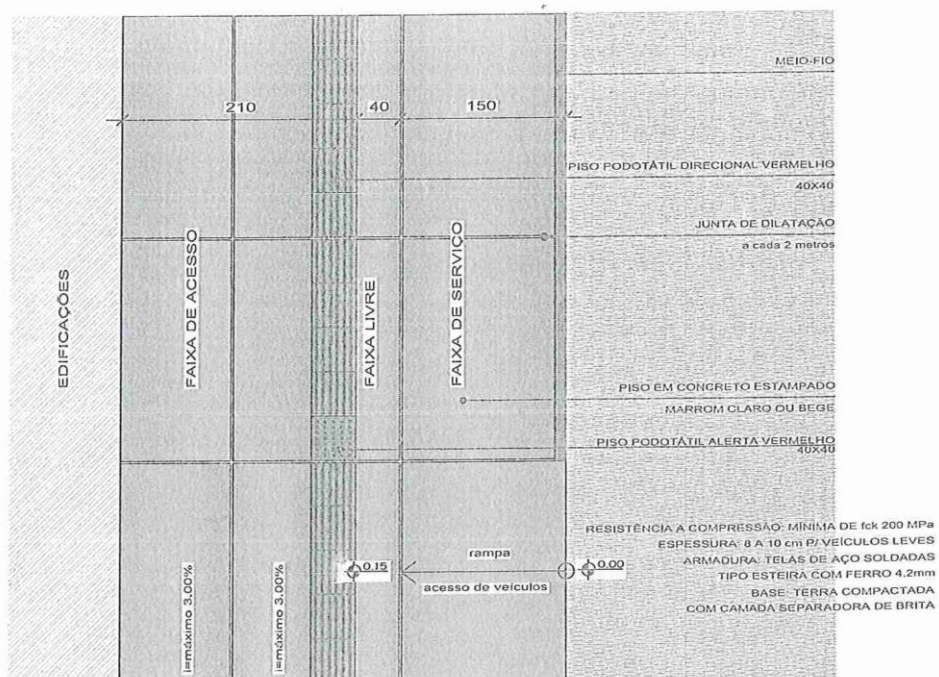 MEIO-FIO
210
40
150
PISO PODOTÁTIL DIRECIONAL VERMELHO
40X40
JUNTA DE DILATAÇÃO
a cada 2 metros
EDIFICAÇÕES
FAIXA DE ACESSO
FAIXA LIVRE
FAIXA DE SERVIÇO
PISO EM CONCRETO ESTAMPADO
MARROM CLARO OU BEGE
PISO PODOTÁTIL ALERTA VERMELHO
40X40
RESISTÊNCIA A COMPRESSÃO: MÍNIMA DE fck 200 MPa
ESPESSURA: 8 A 10 cm P/ VEÍCULOS LEVES
ARMADURA: TELAS DE AÇO SOLDADAS
TIPO ESTEIRA COM FERRO 4.2mm
BASE: TERRA COMPACTADA
COM CAMADA SEPARADORA DE BRITA
rampa
acesso de veículos
0.15
0.00
i=máximo 3.00%
i=máximo 3.00%